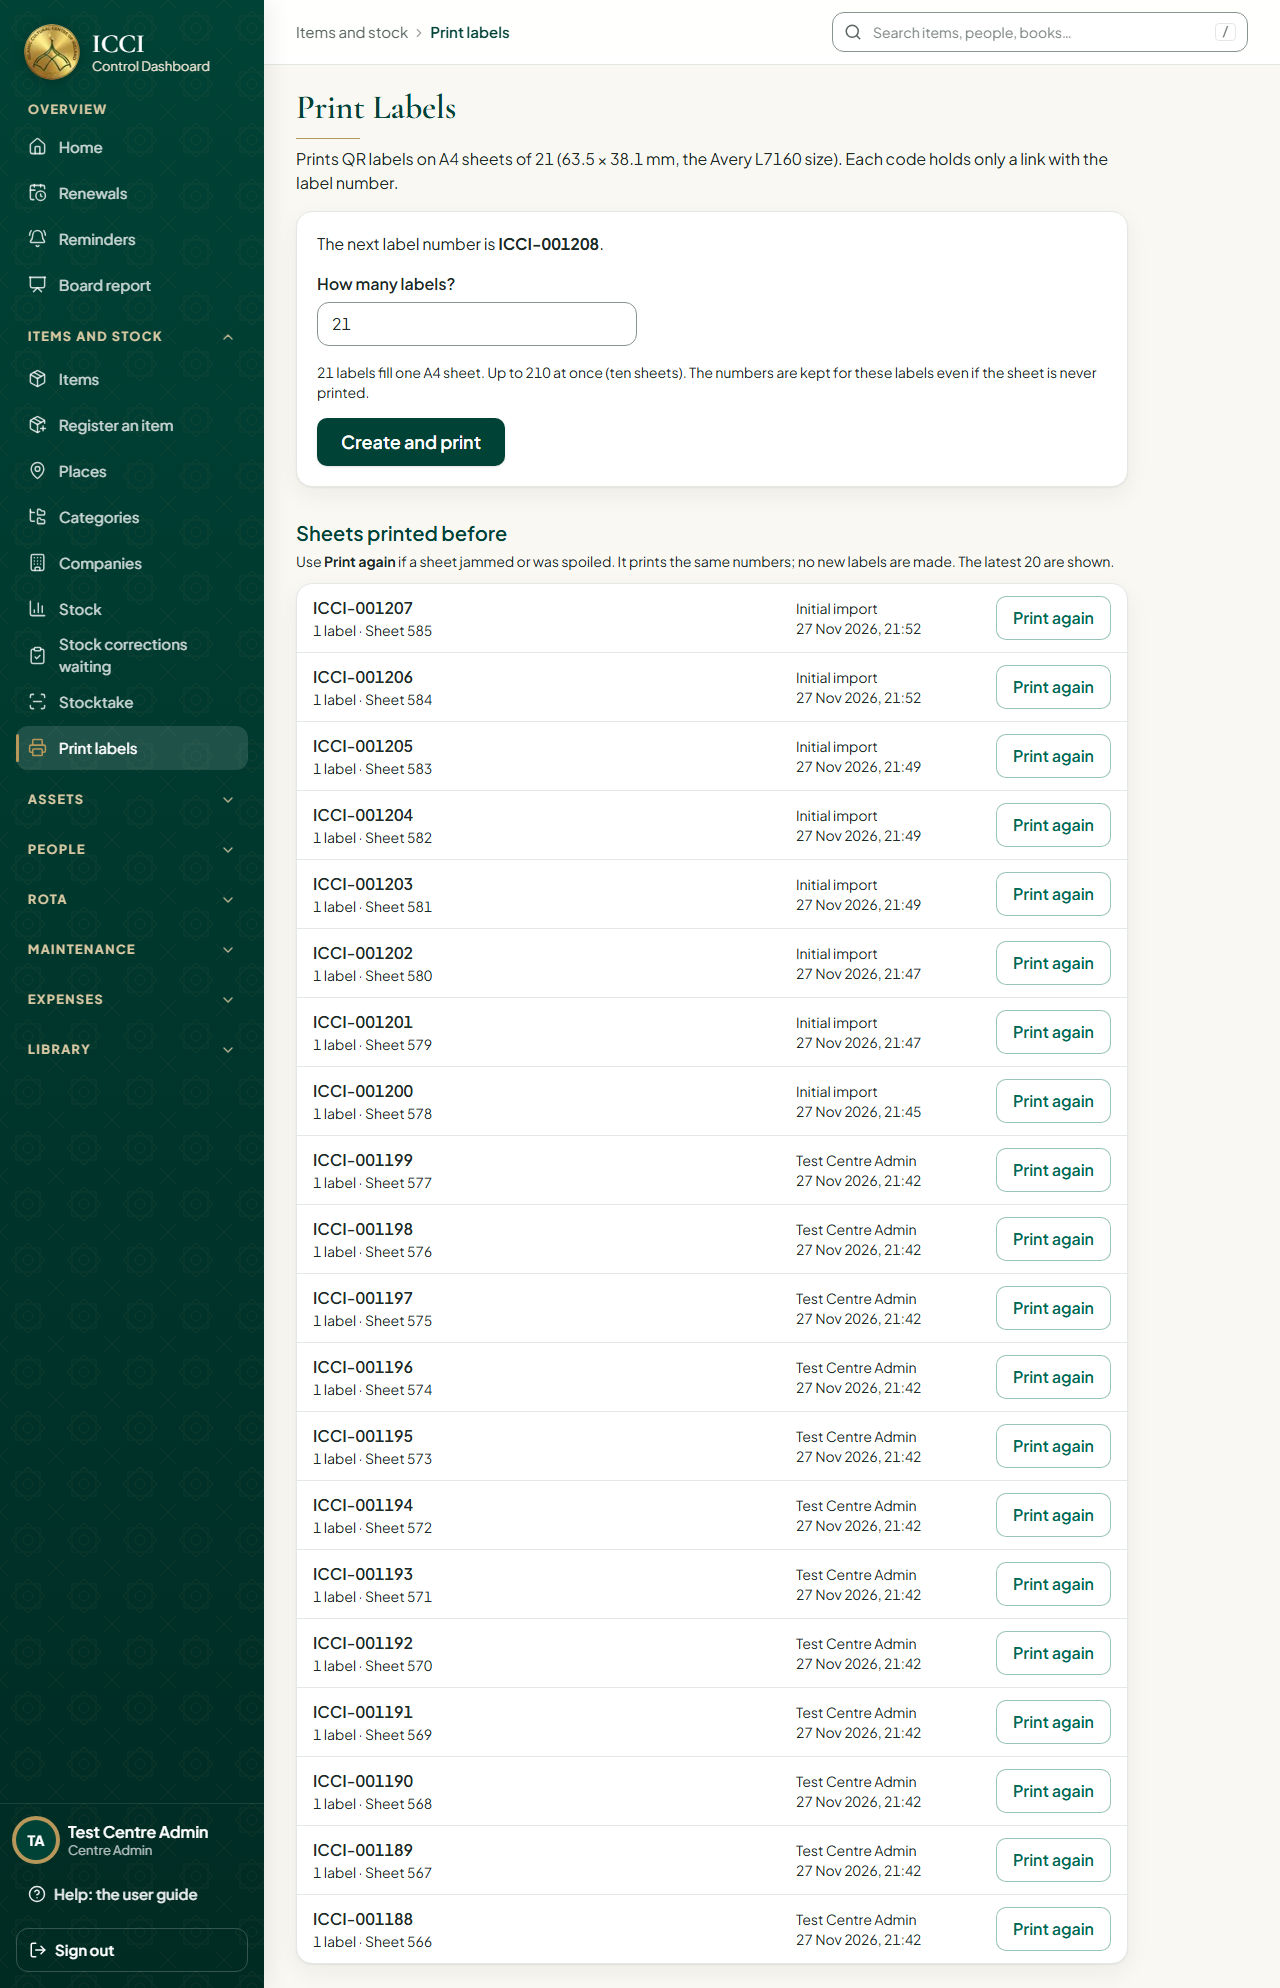 ICCI
Control Dashboard
OVERVIEW
Home
Renewals
Reminders
Board report
ITEMS AND STOCK
Items
Register an item
Places
Categories
Companies
Stock
Stock corrections
waiting
Stocktake
Print labels
ASSETS
PEOPLE
ROTA
MAINTENANCE
EXPENSES
LIBRARY
TA
Test Centre Admin
Centre Admin
Help: the user guide
Sign out
Items and stock › Print labels
Search items, people, books... /
Print Labels
Prints QR labels on A4 sheets of 21 (63.5 × 38.1 mm, the Avery L7160 size). Each code holds only a link with the
label number.
The next label number is ICCI-001208.
How many labels?
21
21 labels fill one A4 sheet. Up to 210 at once (ten sheets). The numbers are kept for these labels even if the sheet is never
printed.
Create and print
Sheets printed before
Use Print again if a sheet jammed or was spoiled. It prints the same numbers; no new labels are made. The latest 20 are shown.
ICCI-001207
1 label · Sheet 585
Initial import
27 Nov 2026, 21:52
Print again
ICCI-001206
1 label · Sheet 584
Initial import
27 Nov 2026, 21:52
Print again
ICCI-001205
1 label · Sheet 583
Initial import
27 Nov 2026, 21:49
Print again
ICCI-001204
1 label · Sheet 582
Initial import
27 Nov 2026, 21:49
Print again
ICCI-001203
1 label · Sheet 581
Initial import
27 Nov 2026, 21:49
Print again
ICCI-001202
1 label · Sheet 580
Initial import
27 Nov 2026, 21:47
Print again
ICCI-001201
1 label · Sheet 579
Initial import
27 Nov 2026, 21:47
Print again
ICCI-001200
1 label · Sheet 578
Initial import
27 Nov 2026, 21:45
Print again
ICCI-001199
1 label · Sheet 577
Test Centre Admin
27 Nov 2026, 21:42
Print again
ICCI-001198
1 label · Sheet 576
Test Centre Admin
27 Nov 2026, 21:42
Print again
ICCI-001197
1 label · Sheet 575
Test Centre Admin
27 Nov 2026, 21:42
Print again
ICCI-001196
1 label · Sheet 574
Test Centre Admin
27 Nov 2026, 21:42
Print again
ICCI-001195
1 label · Sheet 573
Test Centre Admin
27 Nov 2026, 21:42
Print again
ICCI-001194
1 label · Sheet 572
Test Centre Admin
27 Nov 2026, 21:42
Print again
ICCI-001193
1 label · Sheet 571
Test Centre Admin
27 Nov 2026, 21:42
Print again
ICCI-001192
1 label · Sheet 570
Test Centre Admin
27 Nov 2026, 21:42
Print again
ICCI-001191
1 label · Sheet 569
Test Centre Admin
27 Nov 2026, 21:42
Print again
ICCI-001190
1 label · Sheet 568
Test Centre Admin
27 Nov 2026, 21:42
Print again
ICCI-001189
1 label · Sheet 567
Test Centre Admin
27 Nov 2026, 21:42
Print again
ICCI-001188
1 label · Sheet 566
Test Centre Admin
27 Nov 2026, 21:42
Print again